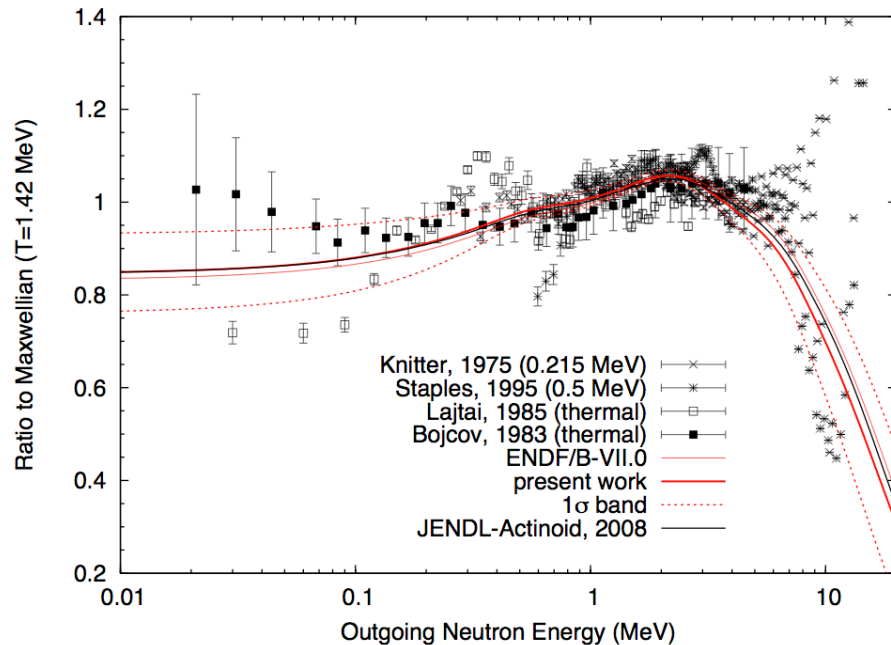 1.4
1.2
1
0.8
0.6
0.4
0.2
Ratio to Maxwellian (T=1.42 MeV)
Knitter, 1975 (0.215 MeV)
Staples, 1995 (0.5 MeV)
Lajtai, 1985 (thermal)
Bojcov, 1983 (thermal)
ENDF/B-VII.0
present work
1σ band
JENDL-Actinoid, 2008
0.01 0.1 1 10
Outgoing Neutron Energy (MeV)